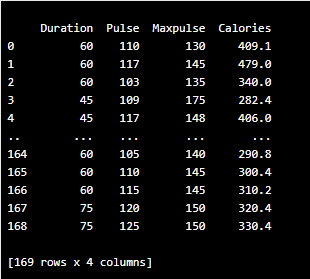 Duration Pulse Maxpulse Calories
0 60 110 130 409.1
1 60 117 145 479.0
2 60 103 135 340.0
3 45 109 175 282.4
4 45 117 148 406.0
.. ... ... ... ...
164 60 105 140 290.8
165 60 110 145 300.4
166 60 115 145 310.2
167 75 120 150 320.4
168 75 125 150 330.4
[169 rows x 4 columns]